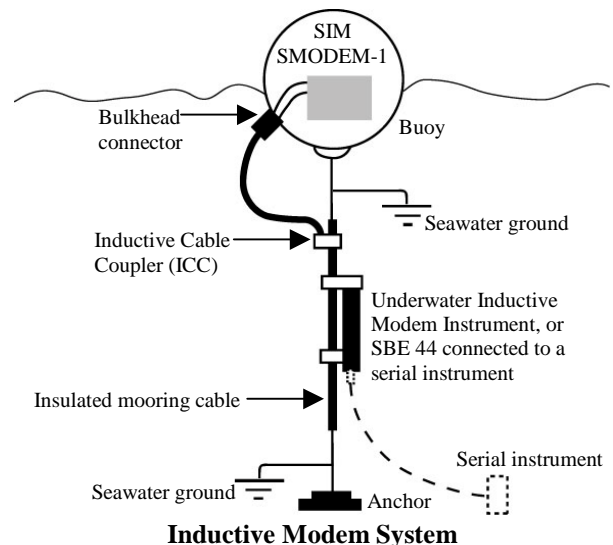 SIM
SMODEM-1
Bulkhead
connector
Buoy
Seawater ground
Inductive Cable
Coupler (ICC)
Underwater Inductive
Modem Instrument, or
SBE 44 connected to a
serial instrument
Insulated mooring cable
Serial instrument
Seawater ground
Anchor
Inductive Modem System